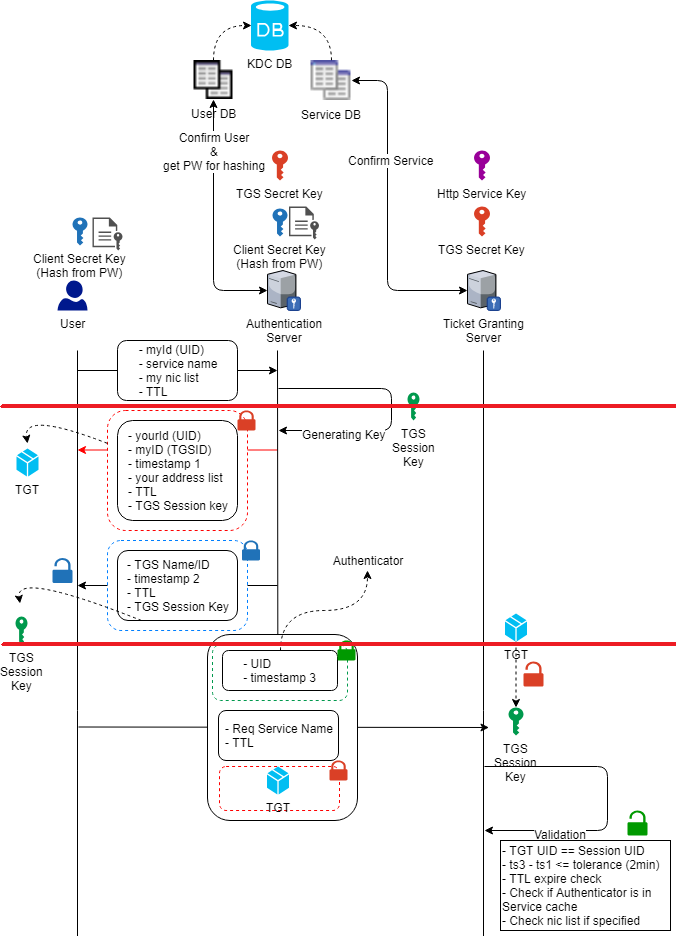 DB
KDC DB
User DB
Service DB
Confirm User
&
get PW for hashing
Confirm Service
TGS Secret Key
Http Service Key
Client Secret Key
(Hash from PW)
Client Secret Key
(Hash from PW)
TGS Secret Key
User
Authentication
Server
Ticket Granting
Server
- myId (UID)
- service name
- my nic list
- TTL
Generating Key
TGS
Session
Key
- yourId (UID)
- myID (TGSID)
- timestamp 1
- your address list
- TTL
- TGS Session key
TGT
- TGS Name/ID
- timestamp 2
- TTL
- TGS Session Key
Authenticator
TGS
Session
Key
TGT
- UID
- timestamp 3
- Req Service Name
- TTL
TGT
TGS
Session
Key
Validation
- TGT UID == Session UID
- ts3 - ts1 <= tolerance (2min)
- TTL expire check
- Check if Authenticator is in
Service cache
- Check nic list if specified